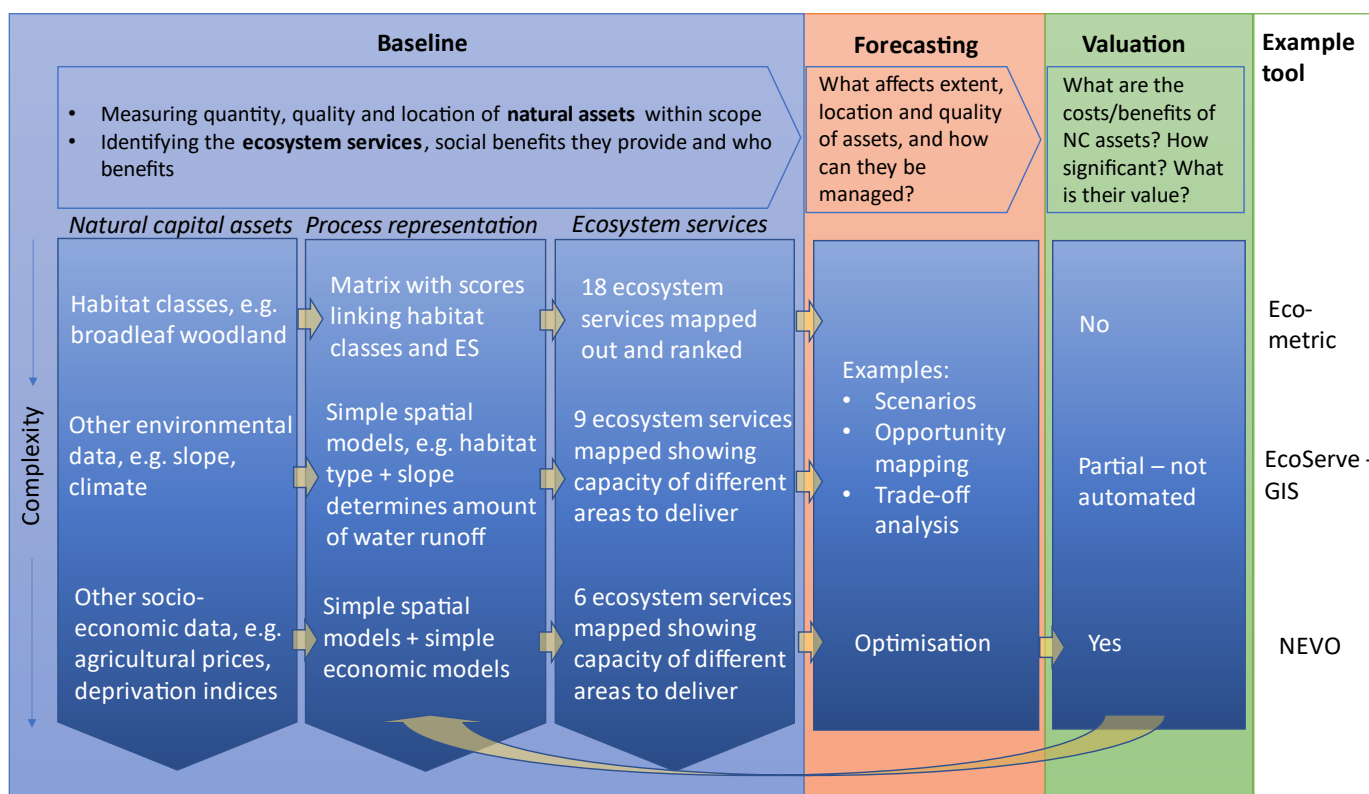 Baseline
Forecasting
Valuation
Example
tool
• Measuring quantity, quality and location of natural assets within scope
• Identifying the ecosystem services, social benefits they provide and who
benefits
What affects extent,
location and quality
of assets, and how
can they be
managed?
What are the
costs/benefits of
NC assets? How
significant? What
is their value?
Natural capital assets
Process representation
Ecosystem services
Complexity
Habitat classes, e.g.
broadleaf woodland
Matrix with scores
linking habitat
classes and ES
18 ecosystem
services mapped
out and ranked
No
Eco-
metric
Other environmental
data, e.g. slope,
climate
Simple spatial
models, e.g. habitat
type + slope
determines amount
of water runoff
9 ecosystem services
mapped showing
capacity of different
areas to deliver
Examples:
• Scenarios
• Opportunity
mapping
• Trade-off
analysis
Partial – not
automated
EcoServe -
GIS
Other socio-
economic data, e.g.
agricultural prices,
deprivation indices
Simple spatial
models + simple
economic models
6 ecosystem services
mapped showing
capacity of different
areas to deliver
Optimisation
Yes
NEVO